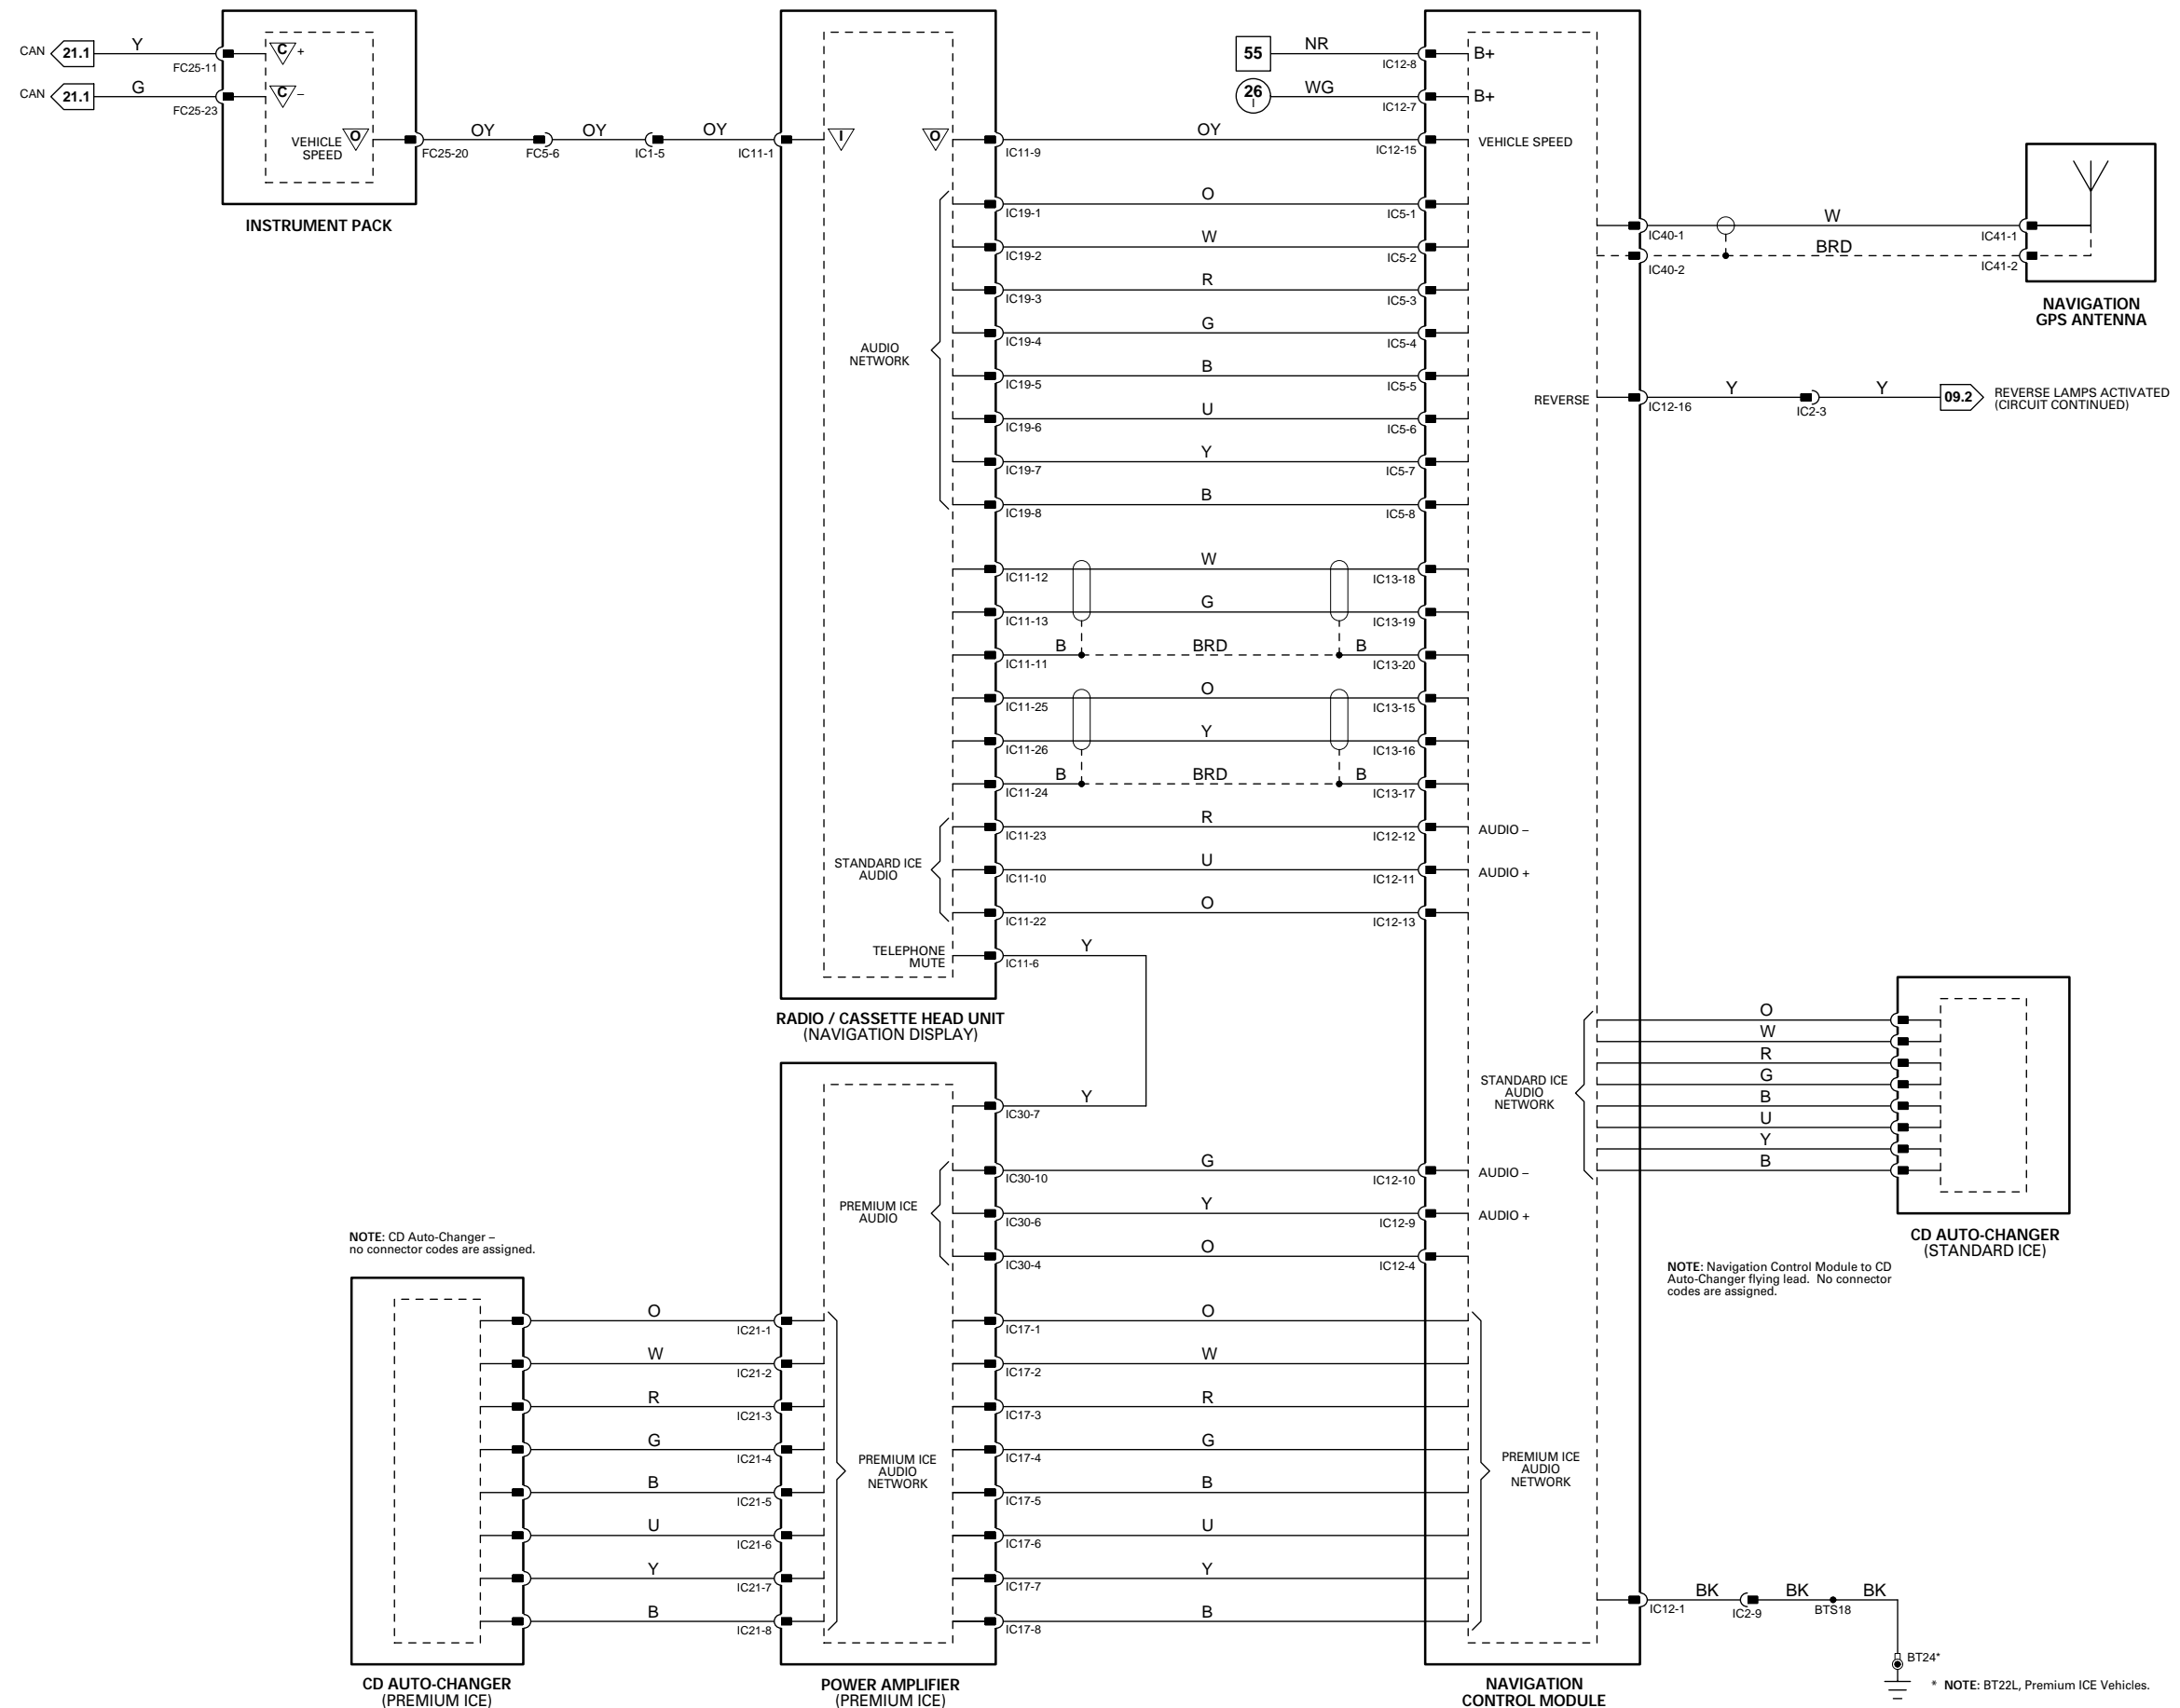 CAN 21.1 Y FC25-11 C +
CAN 21.1 G FC25-23 C –
VEHICLE
SPEED
O
FC25-20 OY FC5-6 OY IC1-5 OY IC11-1
INSTRUMENT PACK
I
O
IC11-9 OY IC12-15 VEHICLE SPEED
55 NR IC12-8 B+
26
I
WG IC12-7 B+
AUDIO
NETWORK
IC19-1 O IC5-1
IC19-2 W IC5-2
IC19-3 R IC5-3
IC19-4 G IC5-4
IC19-5 B IC5-5
IC19-6 U IC5-6
IC19-7 Y IC5-7
IC19-8 B IC5-8
IC11-12 W IC13-18
IC11-13 G IC13-19
IC11-11 B BRD B IC13-20
IC11-25 O IC13-15
IC11-26 Y IC13-16
IC11-24 B BRD B IC13-17
STANDARD ICE
AUDIO
IC11-23 R IC12-12 AUDIO –
IC11-10 U IC12-11 AUDIO +
IC11-22 O IC12-13
TELEPHONE
MUTE
IC11-6 Y
RADIO / CASSETTE HEAD UNIT
(NAVIGATION DISPLAY)
IC40-1 W IC41-1
IC40-2 BRD IC41-2
NAVIGATION
GPS ANTENNA
REVERSE IC12-16 Y IC2-3 Y 09.2
REVERSE LAMPS ACTIVATED
(CIRCUIT CONTINUED)
STANDARD ICE
AUDIO
NETWORK
O
W
R
G
B
U
Y
B
CD AUTO-CHANGER
(STANDARD ICE)
NOTE: Navigation Control Module to CD
Auto-Changer flying lead. No connector
codes are assigned.
IC30-7 Y
PREMIUM ICE
AUDIO
IC30-10 G IC12-10 AUDIO –
IC30-6 Y IC12-9 AUDIO +
IC30-4 O IC12-4
NOTE: CD Auto-Changer –
no connector codes are assigned.
O IC21-1 IC17-1 O
W IC21-2 IC17-2 W
R IC21-3 IC17-3 R
G IC21-4 IC17-4 G
B IC21-5 IC17-5 B
U IC21-6 IC17-6 U
Y IC21-7 IC17-7 Y
B IC21-8 IC17-8 B
PREMIUM ICE
AUDIO
NETWORK
PREMIUM ICE
AUDIO
NETWORK
IC12-1 BK IC2-9 BK BTS18 BK
BT24*
* NOTE: BT22L, Premium ICE Vehicles.
CD AUTO-CHANGER
(PREMIUM ICE)
POWER AMPLIFIER
(PREMIUM ICE)
NAVIGATION
CONTROL MODULE